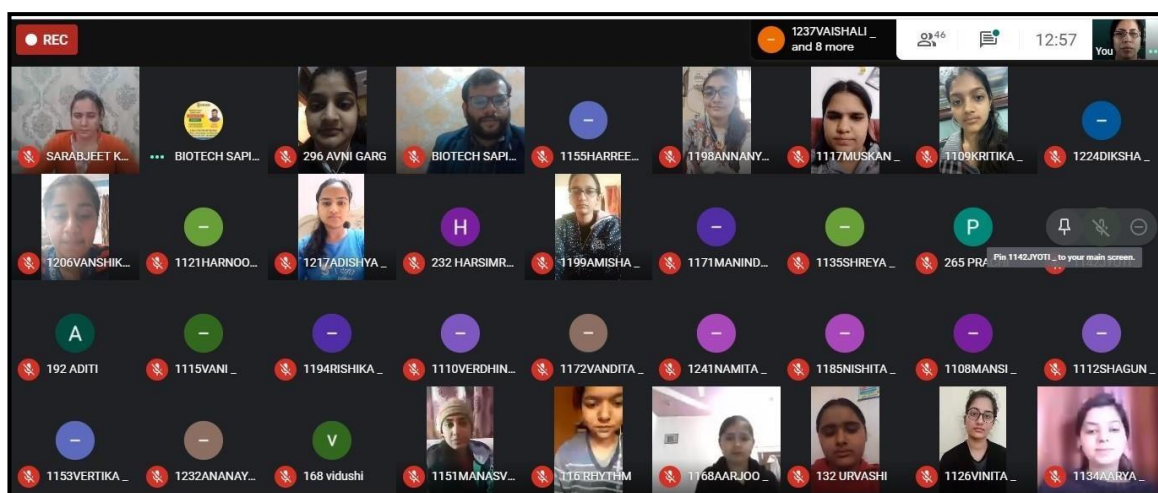 REC
1237VAISHALI _
and 8 more
46
12:57
You
SARABJEET K...
BIOTECH SAPI...
296 AVNI GARG
BIOTECH SAPI...
1155HARREE...
1198ANNANY...
1117MUSKAN _
1109KRITIKA _
1224DIKSHA _
1206VANSHIK...
1121HARNOO...
1217ADISHYA _
H
232 HARSIMR...
1199AMISHA _
1171MANIND...
1135SHREYA _
P
265 PRA
Pin 1142JYOTI _ to your main screen.
1142JYOTI _
A
192 ADITI
1115VANI _
1194RISHIKA _
1110VERDHIN...
1172VANDITA _
1241NAMITA _
1185NISHITA _
1108MANSI _
1112SHAGUN _
1153VERTIKA _
1232ANANAY...
V
168 vidushi
1151MANASV...
116 RHYTHM
1168AARJOO _
132 URVASHI
1126VINITA _
1134AARYA _